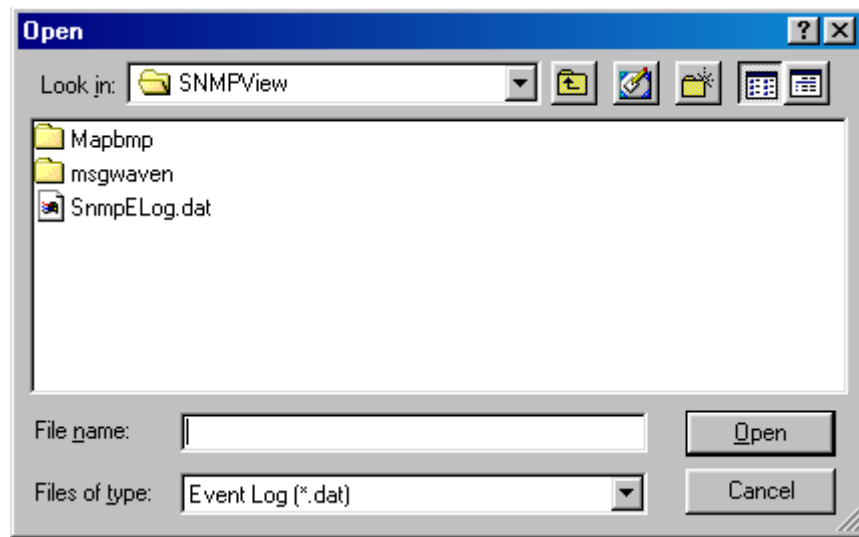 Open
Look in: SNMPView
Mapbmp
msgwaven
SnmpELog.dat
File name:
Open
Files of type: Event Log (*.dat)
Cancel